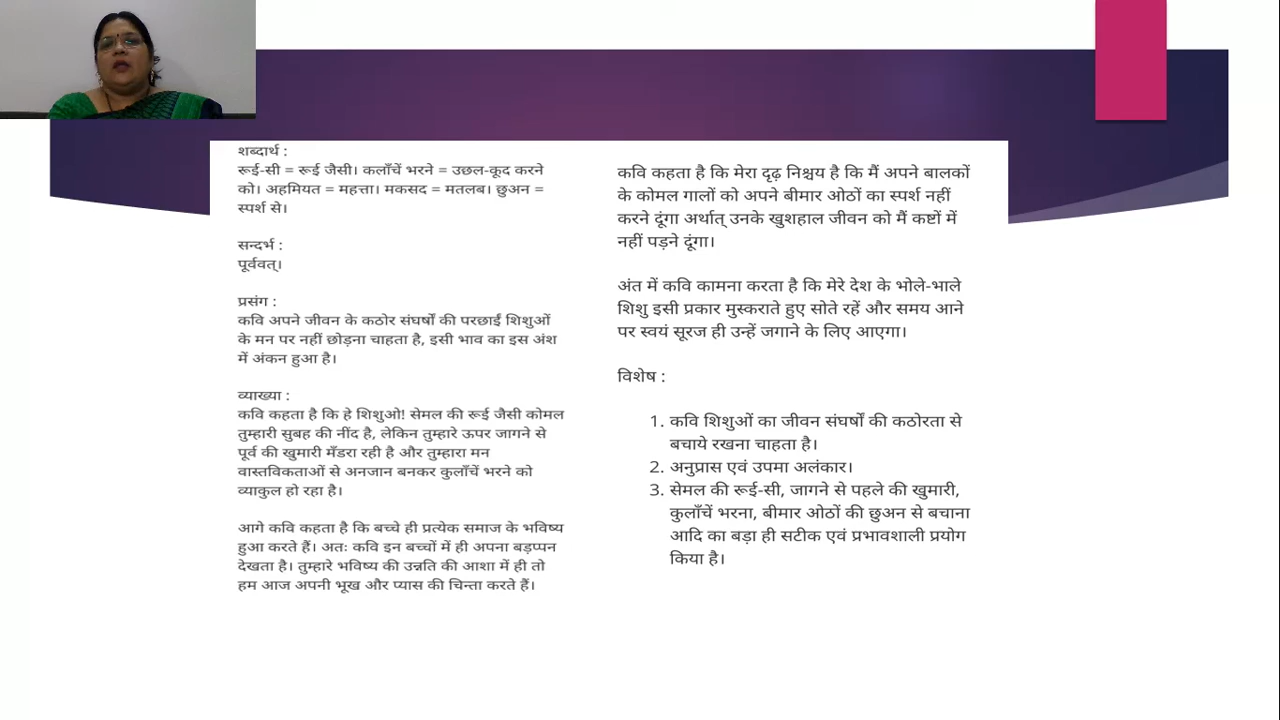 शब्दार्थ :
रूई-सी = रूई जैसी। कलाँचें भरने = उछल-कूद करने
को। अहमियत = महत्ता। मकसद = मतलब। छुअन =
स्पर्श से।
सन्दर्भ :
पूर्ववत्।
प्रसंग :
कवि अपने जीवन के कठोर संघर्षों की परछाईं शिशुओं
के मन पर नहीं छोड़ना चाहता है, इसी भाव का इस अंश
में अंकन हुआ है।
व्याख्या :
कवि कहता है कि हे शिशुओ! सेमल की रूई जैसी कोमल
तुम्हारी सुबह की नींद है, लेकिन तुम्हारे ऊपर जागने से
पूर्व की खुमारी मँडरा रही है और तुम्हारा मन
वास्तविकताओं से अनजान बनकर कुलाँचें भरने को
व्याकुल हो रहा है।
आगे कवि कहता है कि बच्चे ही प्रत्येक समाज के भविष्य
हुआ करते हैं। अतः कवि इन बच्चों में ही अपना बड़प्पन
देखता है। तुम्हारे भविष्य की उन्नति की आशा में ही तो
हम आज अपनी भूख और प्यास की चिन्ता करते हैं।
कवि कहता है कि मेरा दृढ़ निश्चय है कि मैं अपने बालकों
के कोमल गालों को अपने बीमार ओठों का स्पर्श नहीं
करने दूंगा अर्थात् उनके खुशहाल जीवन को मैं कष्टों में
नहीं पड़ने दूंगा।
अंत में कवि कामना करता है कि मेरे देश के भोले-भाले
शिशु इसी प्रकार मुस्कराते हुए सोते रहें और समय आने
पर स्वयं सूरज ही उन्हें जगाने के लिए आएगा।
विशेष :
1. कवि शिशुओं का जीवन संघर्षों की कठोरता से
बचाये रखना चाहता है।
2. अनुप्रास एवं उपमा अलंकार।
3. सेमल की रूई-सी, जागने से पहले की खुमारी,
कुलाँचें भरना, बीमार ओठों की छुअन से बचाना
आदि का बड़ा ही सटीक एवं प्रभावशाली प्रयोग
किया है।